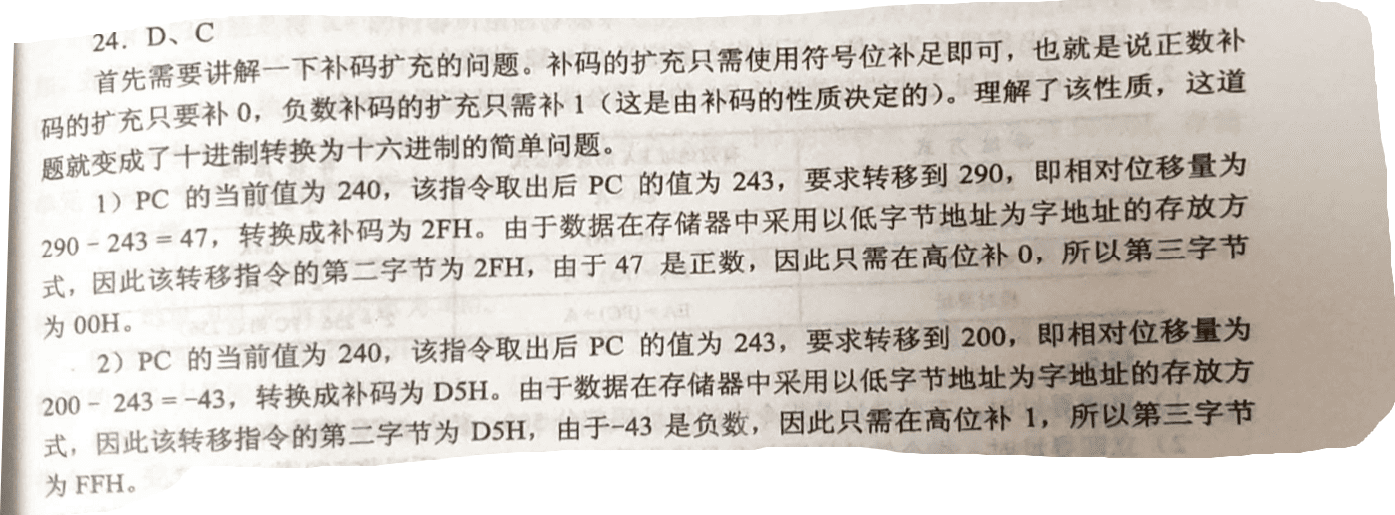 24．D、C
首先需要讲解一下补码扩充的问题。补码的扩充只需使用符号位补足即可，也就是说正数补
码的扩充只要补 0，负数补码的扩充只需补 1（这是由补码的性质决定的）。理解了该性质，这道
题就变成了十进制转换为十六进制的简单问题。
1）PC 的当前值为 240，该指令取出后 PC 的值为 243，要求转移到 290，即相对位移量为
290－243 = 47，转换成补码为 2FH。由于数据在存储器中采用以低字节地址为字地址的存放方
式，因此该转移指令的第二字节为 2FH，由于 47 是正数，因此只需在高位补 0，所以第三字节
为 00H。
2）PC 的当前值为 240，该指令取出后 PC 的值为 243，要求转移到 200，即相对位移量为
200－243 = −43，转换成补码为 D5H。由于数据在存储器中采用以低字节地址为字地址的存放方
式，因此该转移指令的第二字节为 D5H，由于−43 是负数，因此只需在高位补 1，所以第三字节
为 FFH。